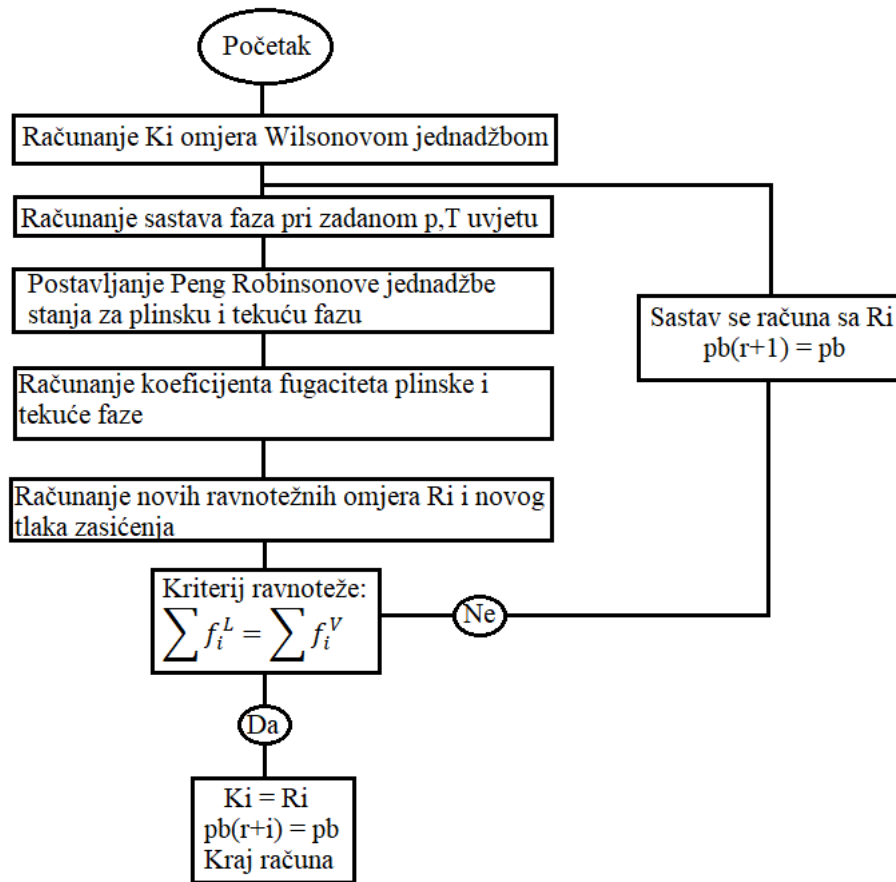 Početak
Računanje Ki omjera Wilsonovom jednadžbom
Računanje sastava faza pri zadanom p,T uvjetu
Postavljanje Peng Robinsonove jednadžbe
stanja za plinsku i tekuću fazu
Sastav se računa sa Ri
pb(r+1) = pb
Računanje koeficijenta fugaciteta plinske i
tekuće faze
Računanje novih ravnotežnih omjera Ri i novog
tlaka zasićenja
Kriterij ravnoteže:
∑ f_i^L = ∑ f_i^V
Ne
Da
Ki = Ri
pb(r+i) = pb
Kraj računa